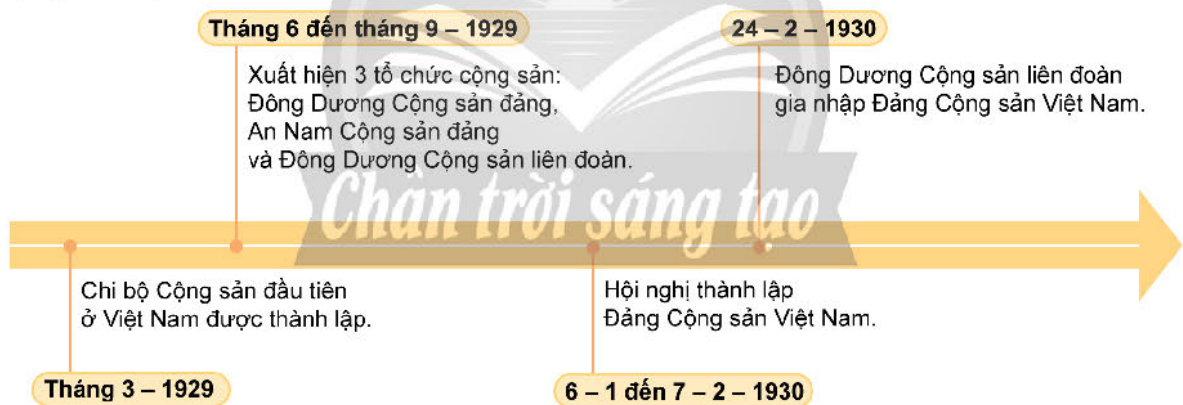 Tháng 6 đến tháng 9 – 1929
Xuất hiện 3 tổ chức cộng sản:
Đông Dương Cộng sản đảng,
An Nam Cộng sản đảng
và Đông Dương Cộng sản liên đoàn.
24 – 2 – 1930
Đông Dương Cộng sản liên đoàn
gia nhập Đảng Cộng sản Việt Nam.
Chân trời sáng tạo
Chi bộ Cộng sản đầu tiên
ở Việt Nam được thành lập.
Tháng 3 – 1929
Hội nghị thành lập
Đảng Cộng sản Việt Nam.
6 – 1 đến 7 – 2 – 1930